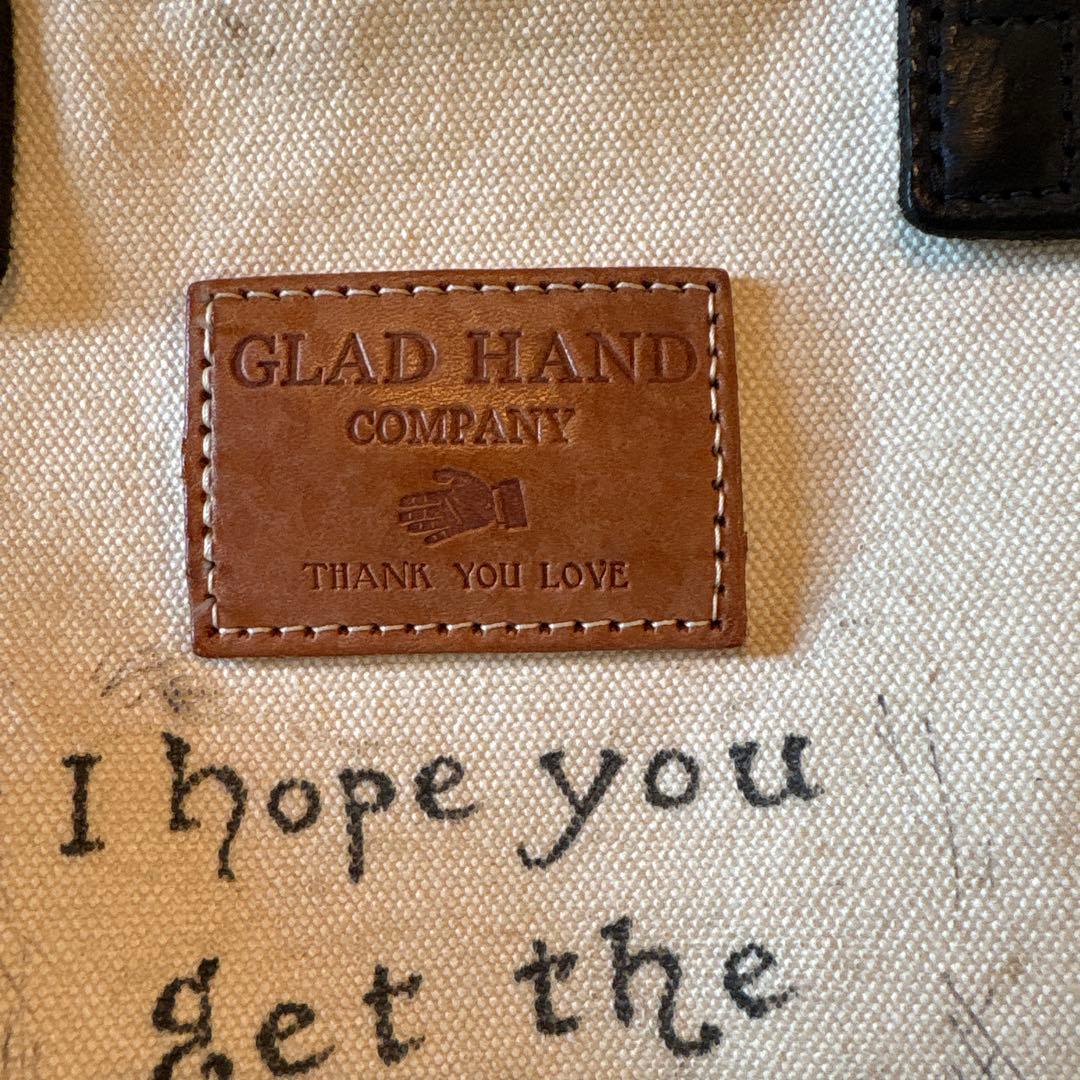 GLAD HAND
COMPANY
THANK YOU LOVE
I hope you
get the